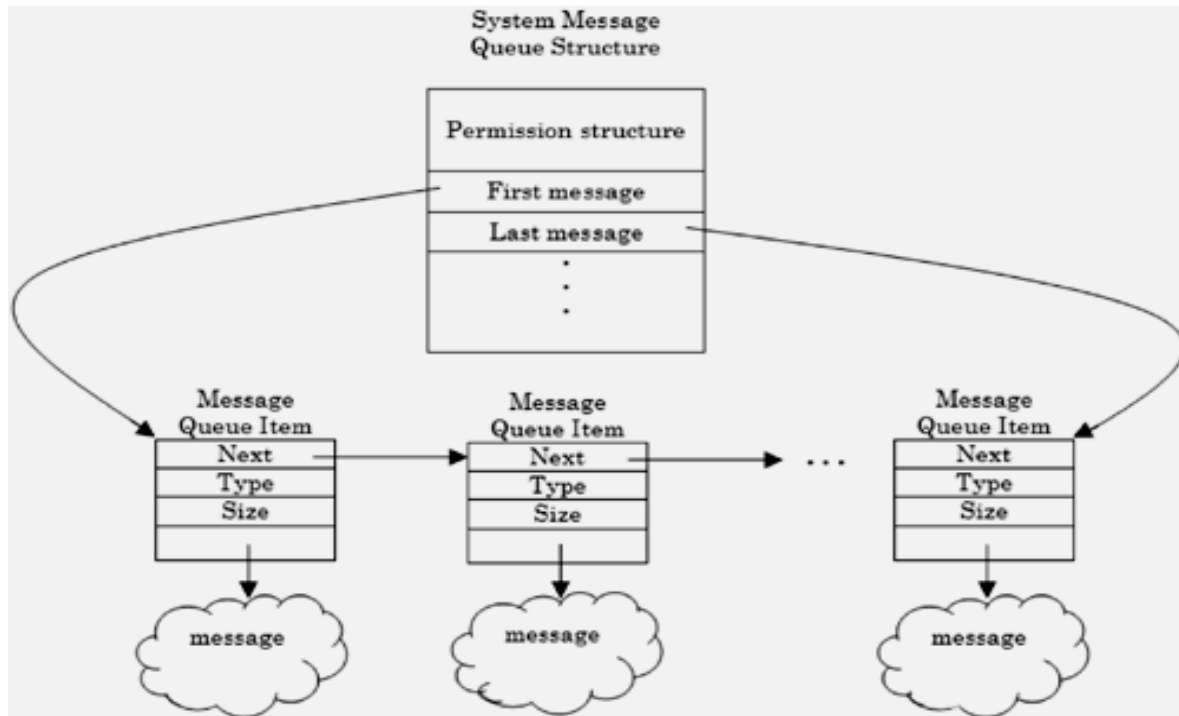 System Message
Queue Structure
Permission structure
First message
Last message
Message
Queue Item
Next
Type
Size
message
Message
Queue Item
Next
Type
Size
message
...
Message
Queue Item
Next
Type
Size
message